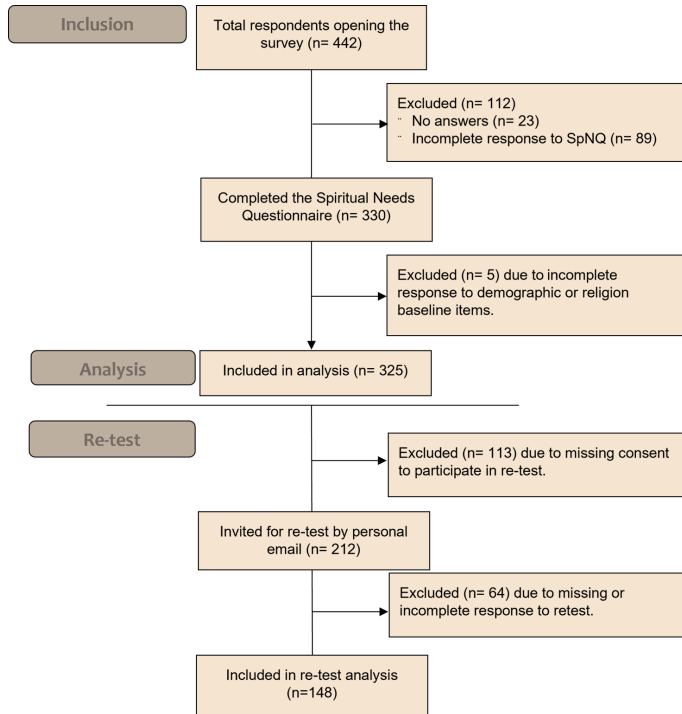 Inclusion
Total respondents opening the
survey (n= 442)
Excluded (n= 112)
¨ No answers (n= 23)
¨ Incomplete response to SpNQ (n= 89)
Completed the Spiritual Needs
Questionnaire (n= 330)
Excluded (n= 5) due to incomplete
response to demographic or religion
baseline items.
Analysis
Included in analysis (n= 325)
Re-test
Excluded (n= 113) due to missing consent
to participate in re-test.
Invited for re-test by personal
email (n= 212)
Excluded (n= 64) due to missing or
incomplete response to retest.
Included in re-test analysis
(n=148)